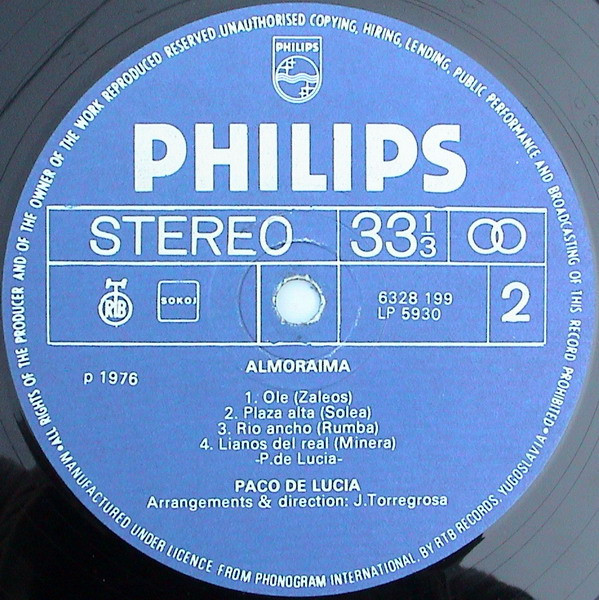 ALL RIGHTS OF THE PRODUCER AND OF THE OWNER OF THE WORK REPRODUCED RESERVED. UNAUTHORISED COPYING, HIRING, LENDING, PUBLIC PERFORMANCE AND BROADCASTING OF THIS RECORD PROHIBITED •
PHILIPS
PHILIPS
STEREO 33 1/3
RTB SOKOJ 6328 199 2
LP 5930
ALMORAIMA
p 1976
1. Ole (Zaleos)
2. Plaza alta (Solea)
3. Rio ancho (Rumba)
4. Lianos del real (Minera)
-P.de Lucia-
PACO DE LUCIA
Arrangements & direction: J.Torregrosa
• MANUFACTURED UNDER LICENCE FROM PHONOGRAM INTERNATIONAL, BY RTB RECORDS, YUGOSLAVIA •